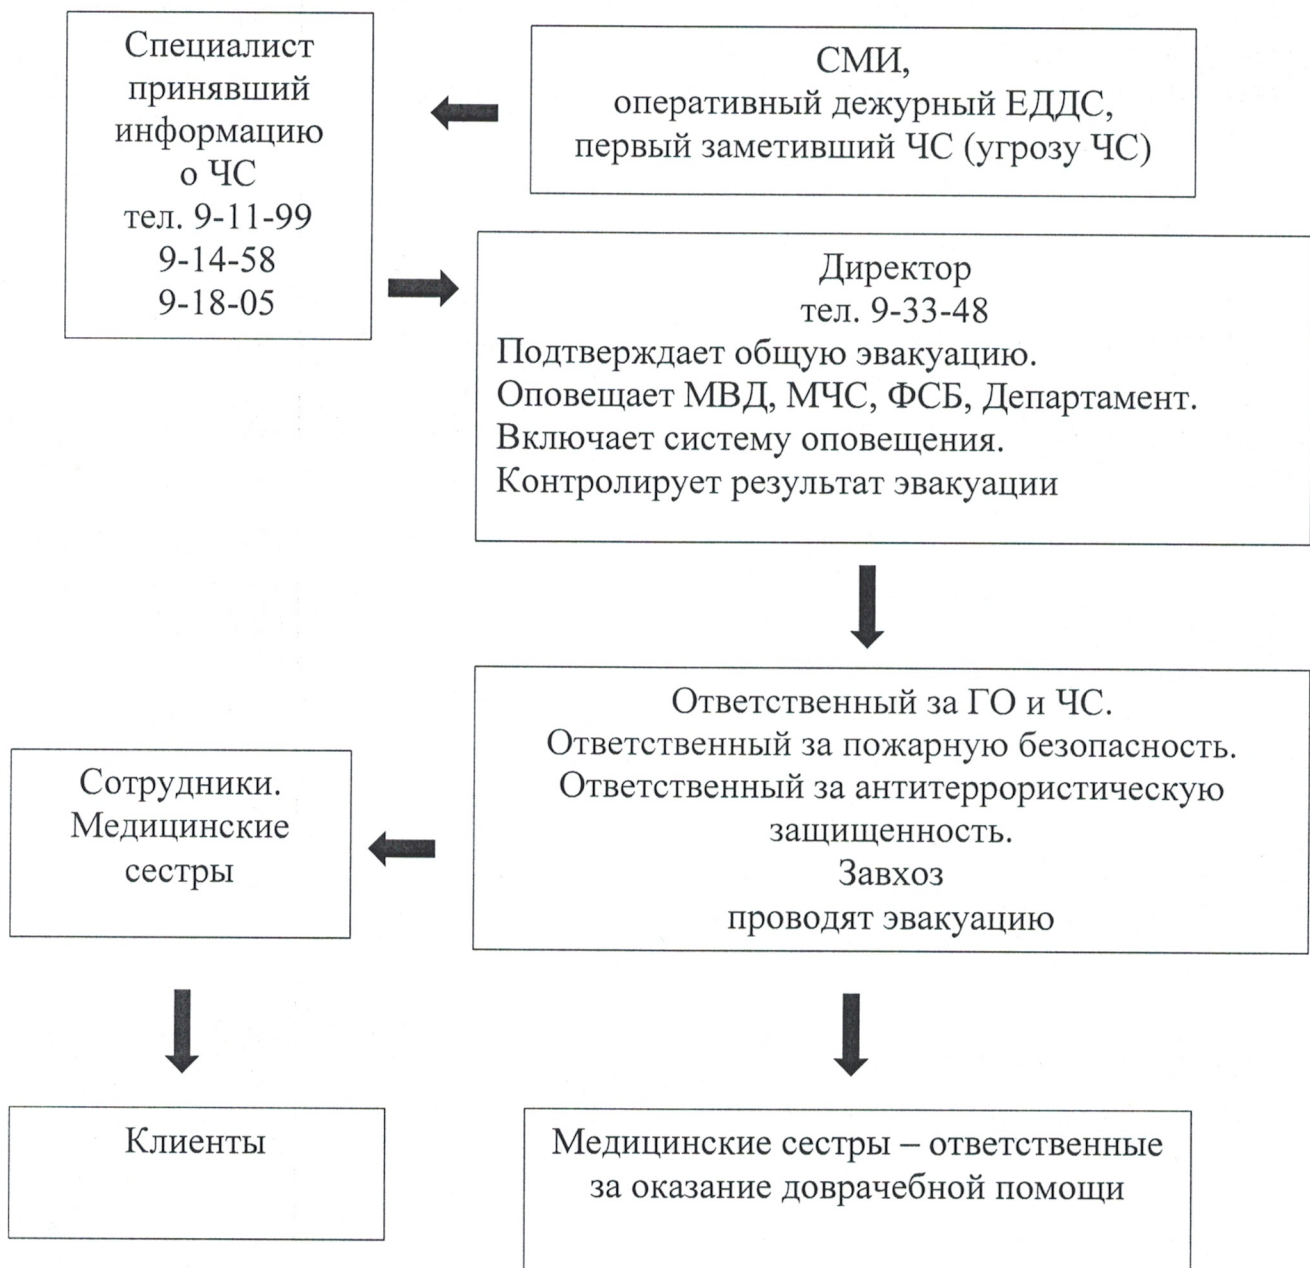 Специалист
принявший
информацию
о ЧС
тел. 9-11-99
9-14-58
9-18-05
СМИ,
оперативный дежурный ЕДДС,
первый заметивший ЧС (угрозу ЧС)
Директор
тел. 9-33-48
Подтверждает общую эвакуацию.
Оповещает МВД, МЧС, ФСБ, Департамент.
Включает систему оповещения.
Контролирует результат эвакуации
Ответственный за ГО и ЧС.
Ответственный за пожарную безопасность.
Ответственный за антитеррористическую
защищенность.
Завхоз
проводят эвакуацию
Сотрудники.
Медицинские
сестры
Клиенты
Медицинские сестры – ответственные
за оказание доврачебной помощи